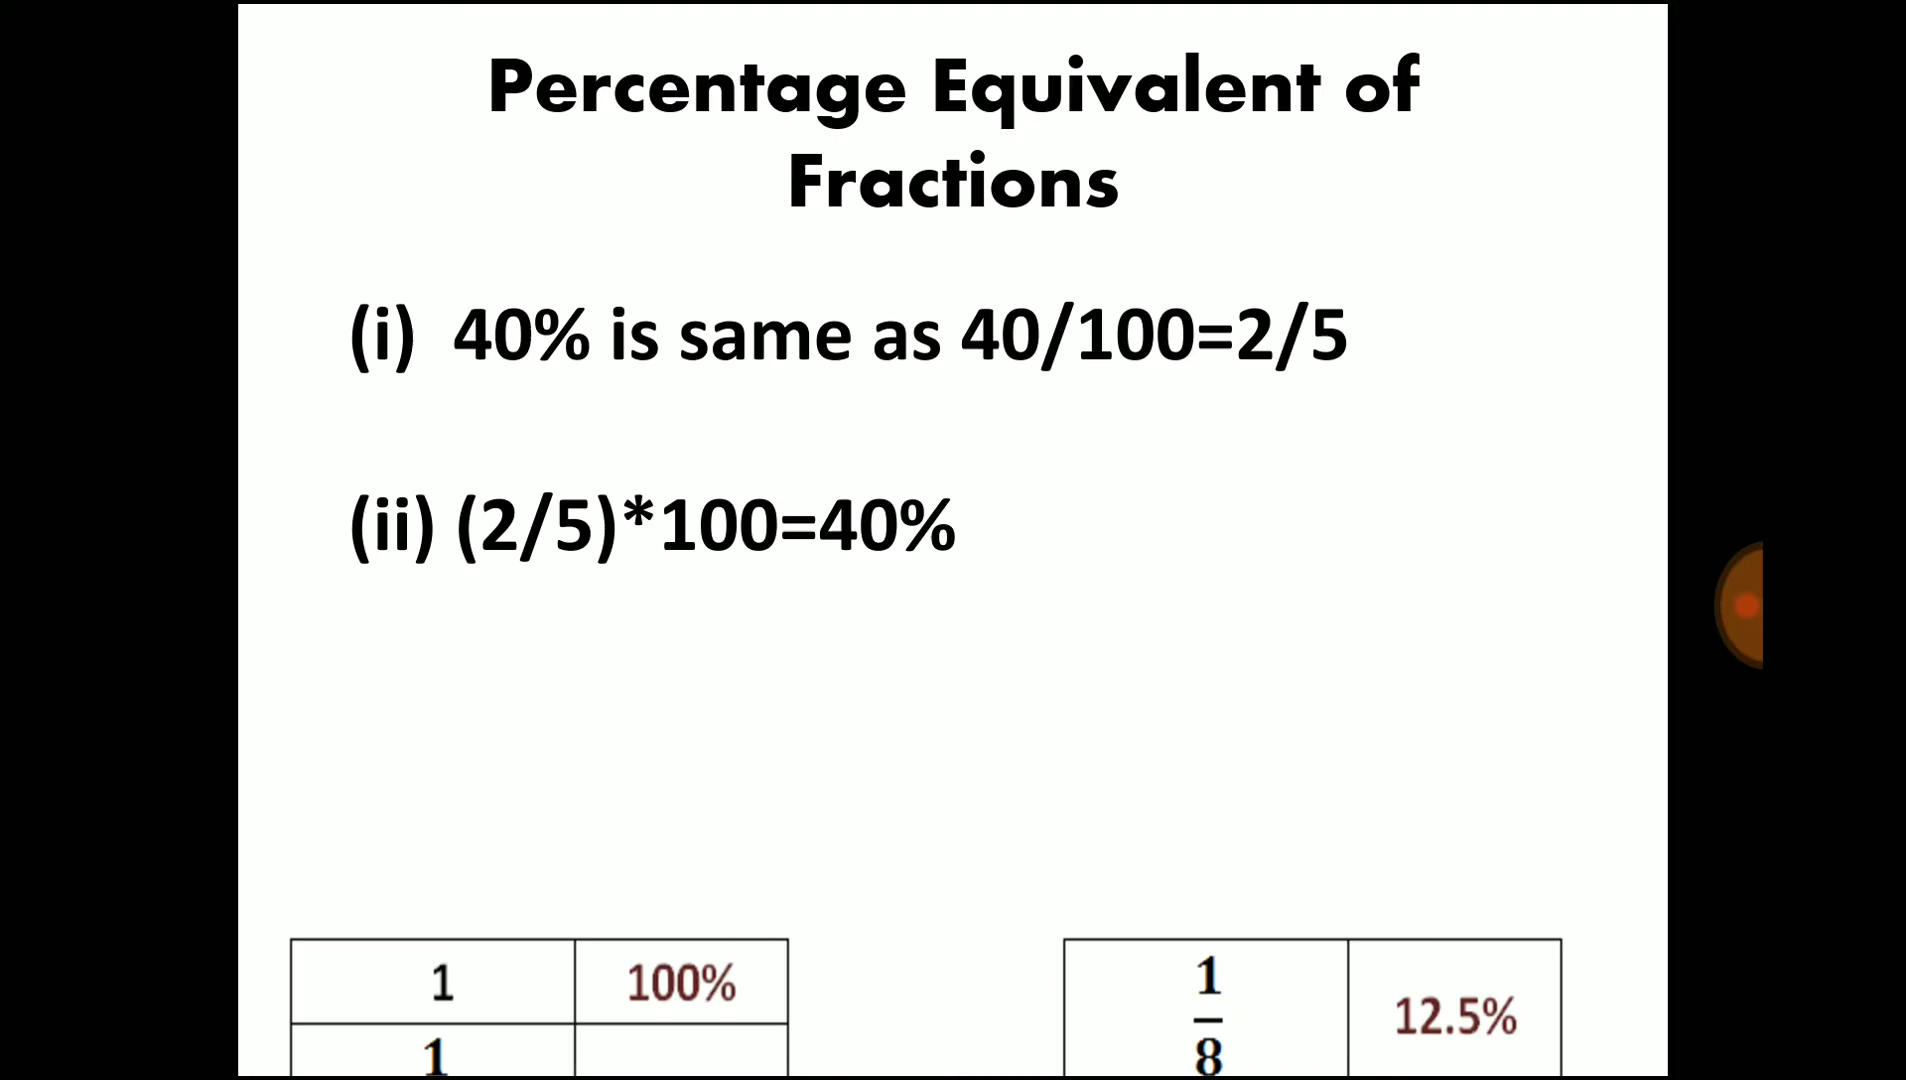 Percentage Equivalent of
Fractions
(i) 40% is same as 40/100=2/5
(ii) (2/5)*100=40%
1 100%
1
1
8
12.5%